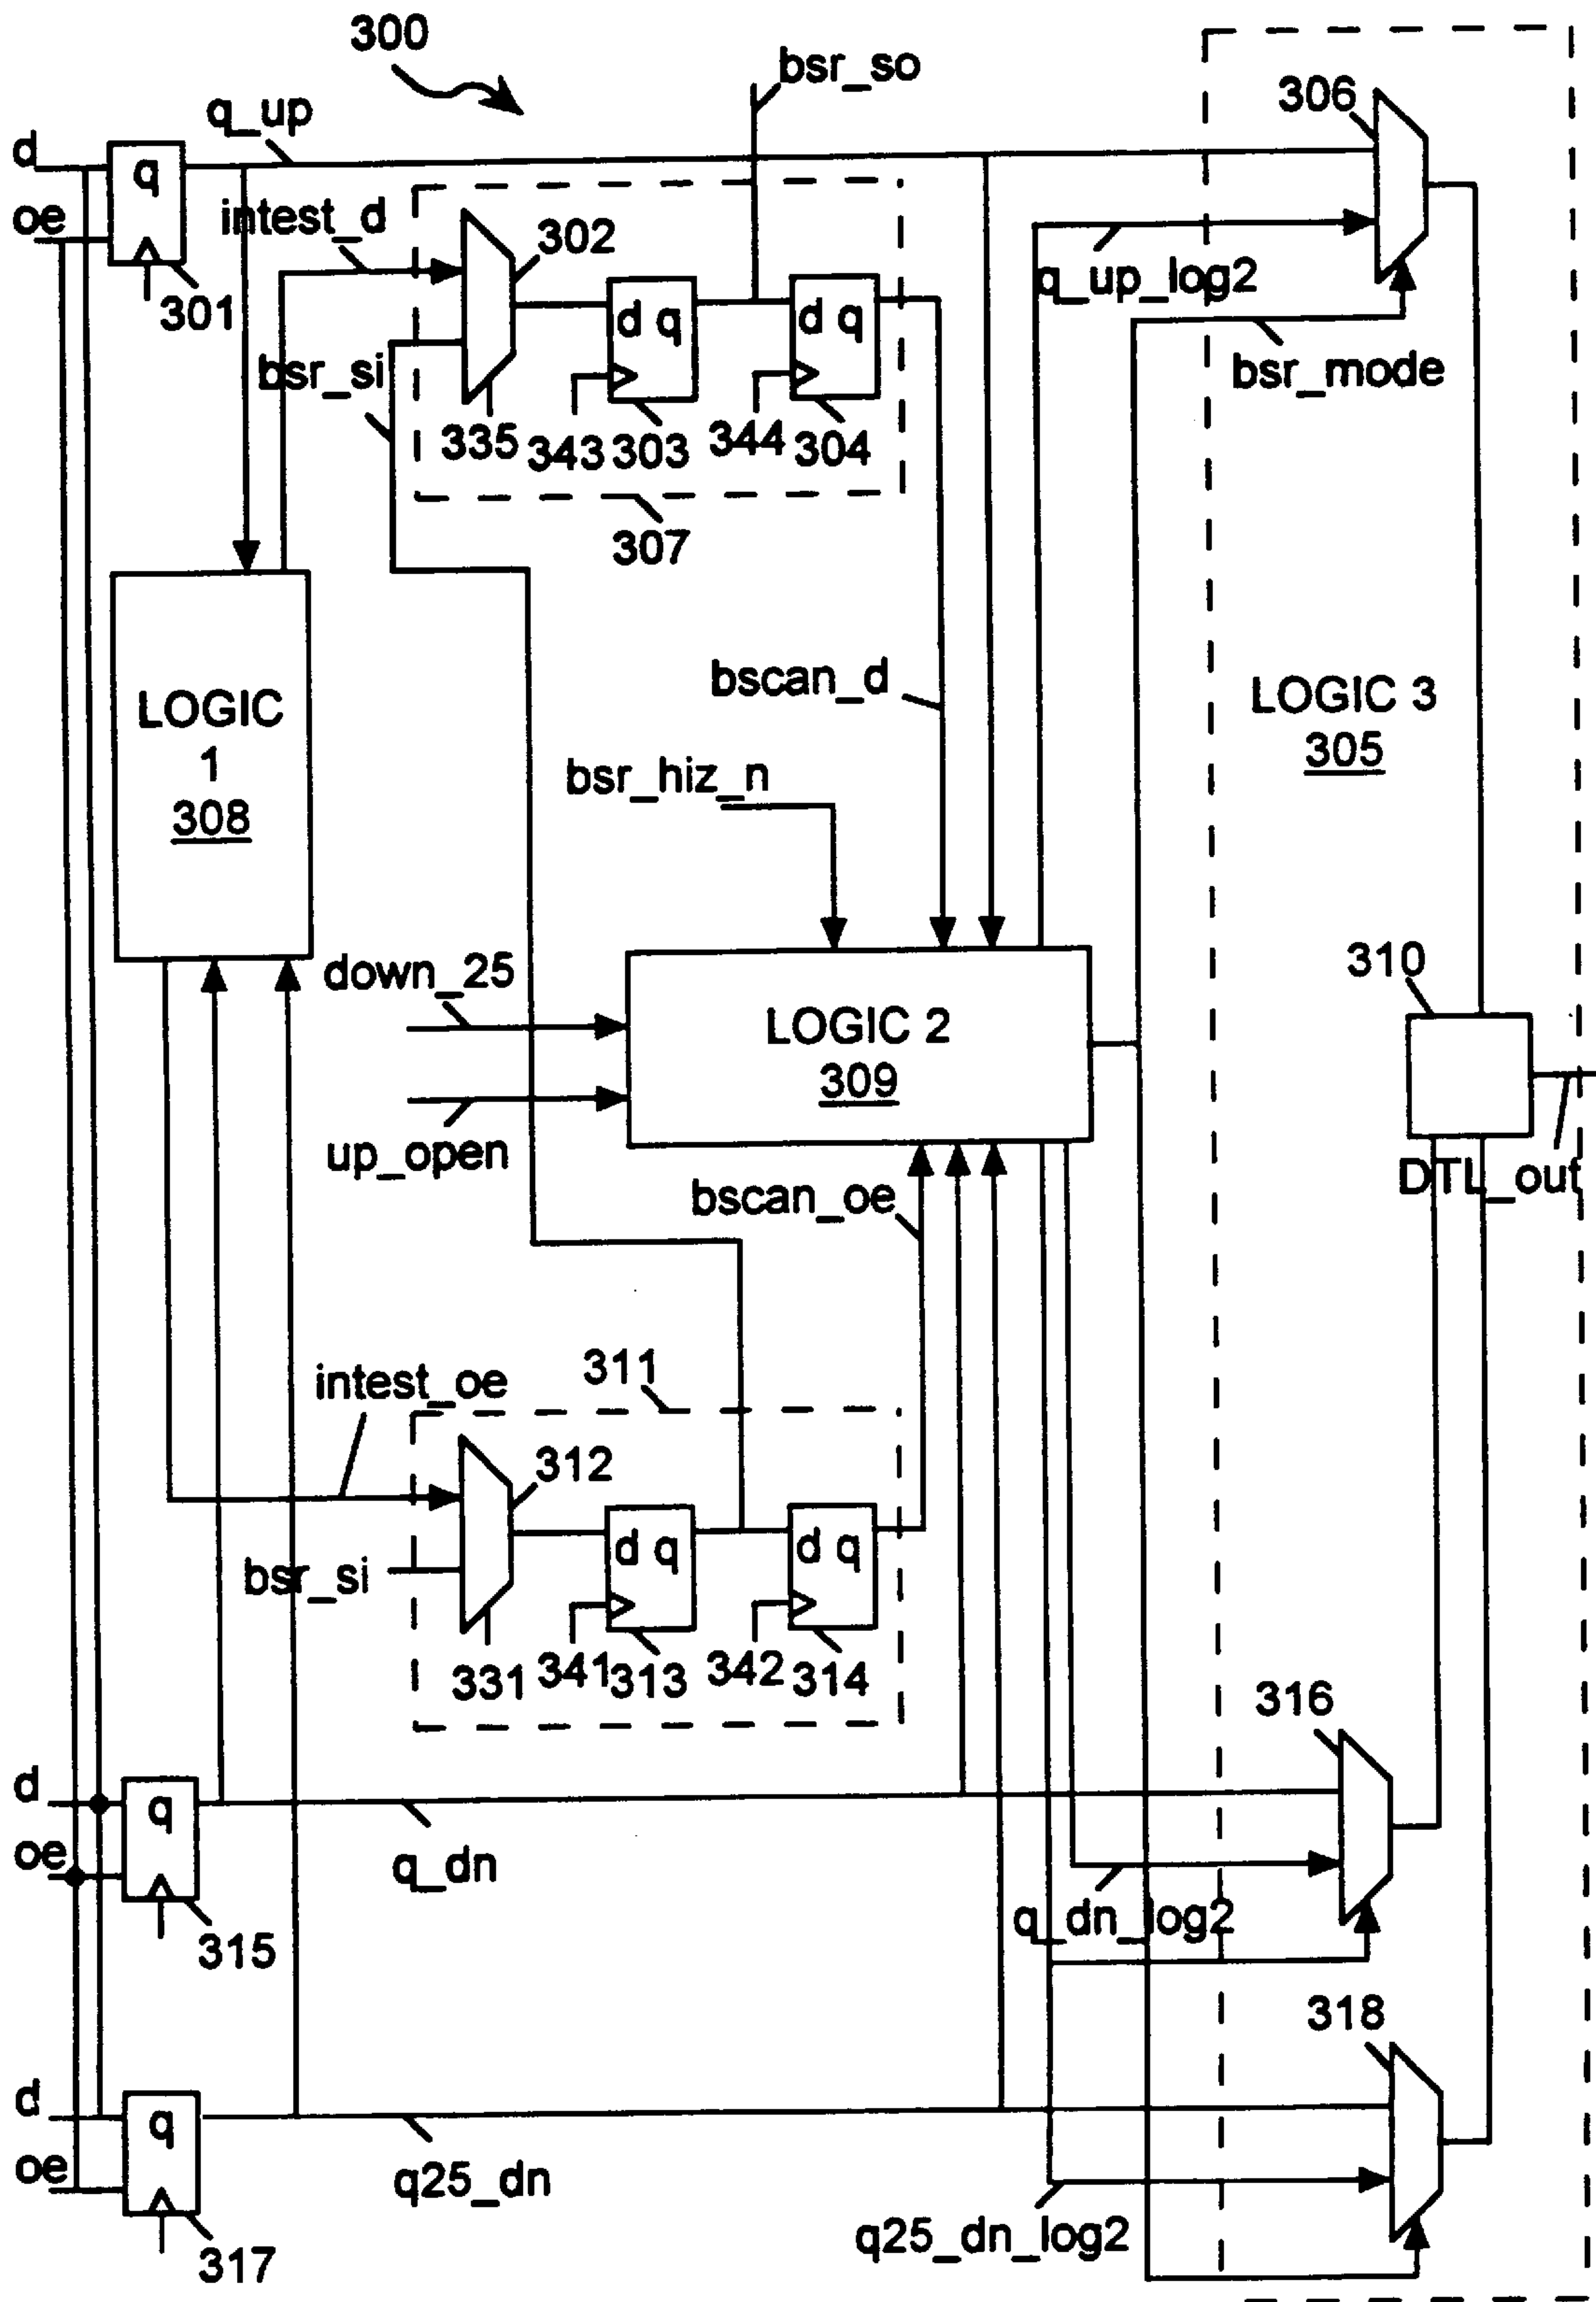 300
bsr_so
306
q_up
d
q
oe
intest_d
302
q_up_log2
301
d q
d q
bsr_si
bsr_mode
335
343
303
344
304
307
LOGIC
1
308
bscan_d
LOGIC 3
305
bsr_hiz_n
310
down_25
LOGIC 2
309
up_open
DTL_out
bscan_oe
311
intest_oe
312
d q
d q
bsr_si
331
341
313
342
314
316
d
q
oe
q_dn
q_dn_log2
315
318
d
q
oe
q25_dn
q25_dn_log2
317